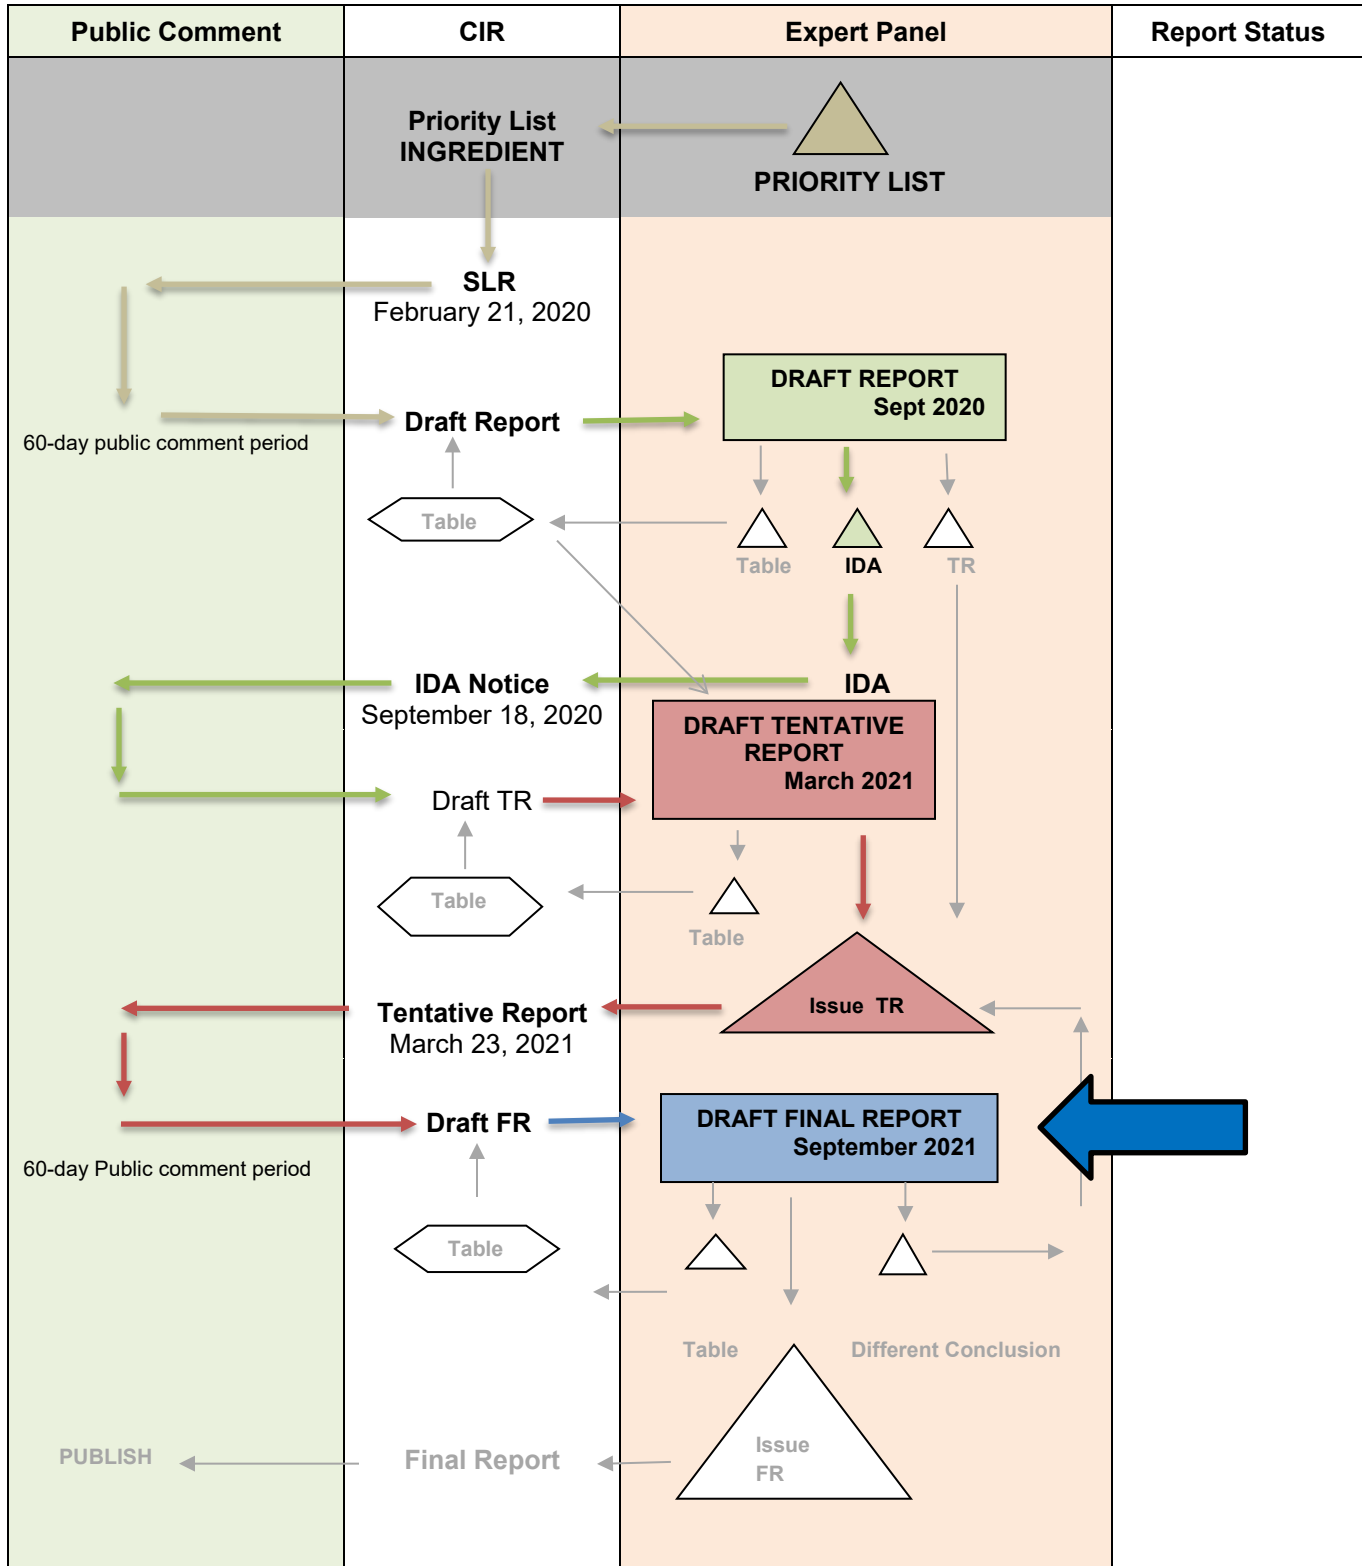 Public Comment
CIR
Expert Panel
Report Status
Priority List
INGREDIENT
PRIORITY LIST
SLR
February 21, 2020
60-day public comment period
Draft Report
DRAFT REPORT
Sept 2020
Table
Table
IDA
TR
IDA Notice
September 18, 2020
IDA
DRAFT TENTATIVE
REPORT
March 2021
Draft TR
Table
Table
Issue TR
Tentative Report
March 23, 2021
Draft FR
DRAFT FINAL REPORT
September 2021
60-day Public comment period
Table
Table
Different Conclusion
PUBLISH
Final Report
Issue
FR